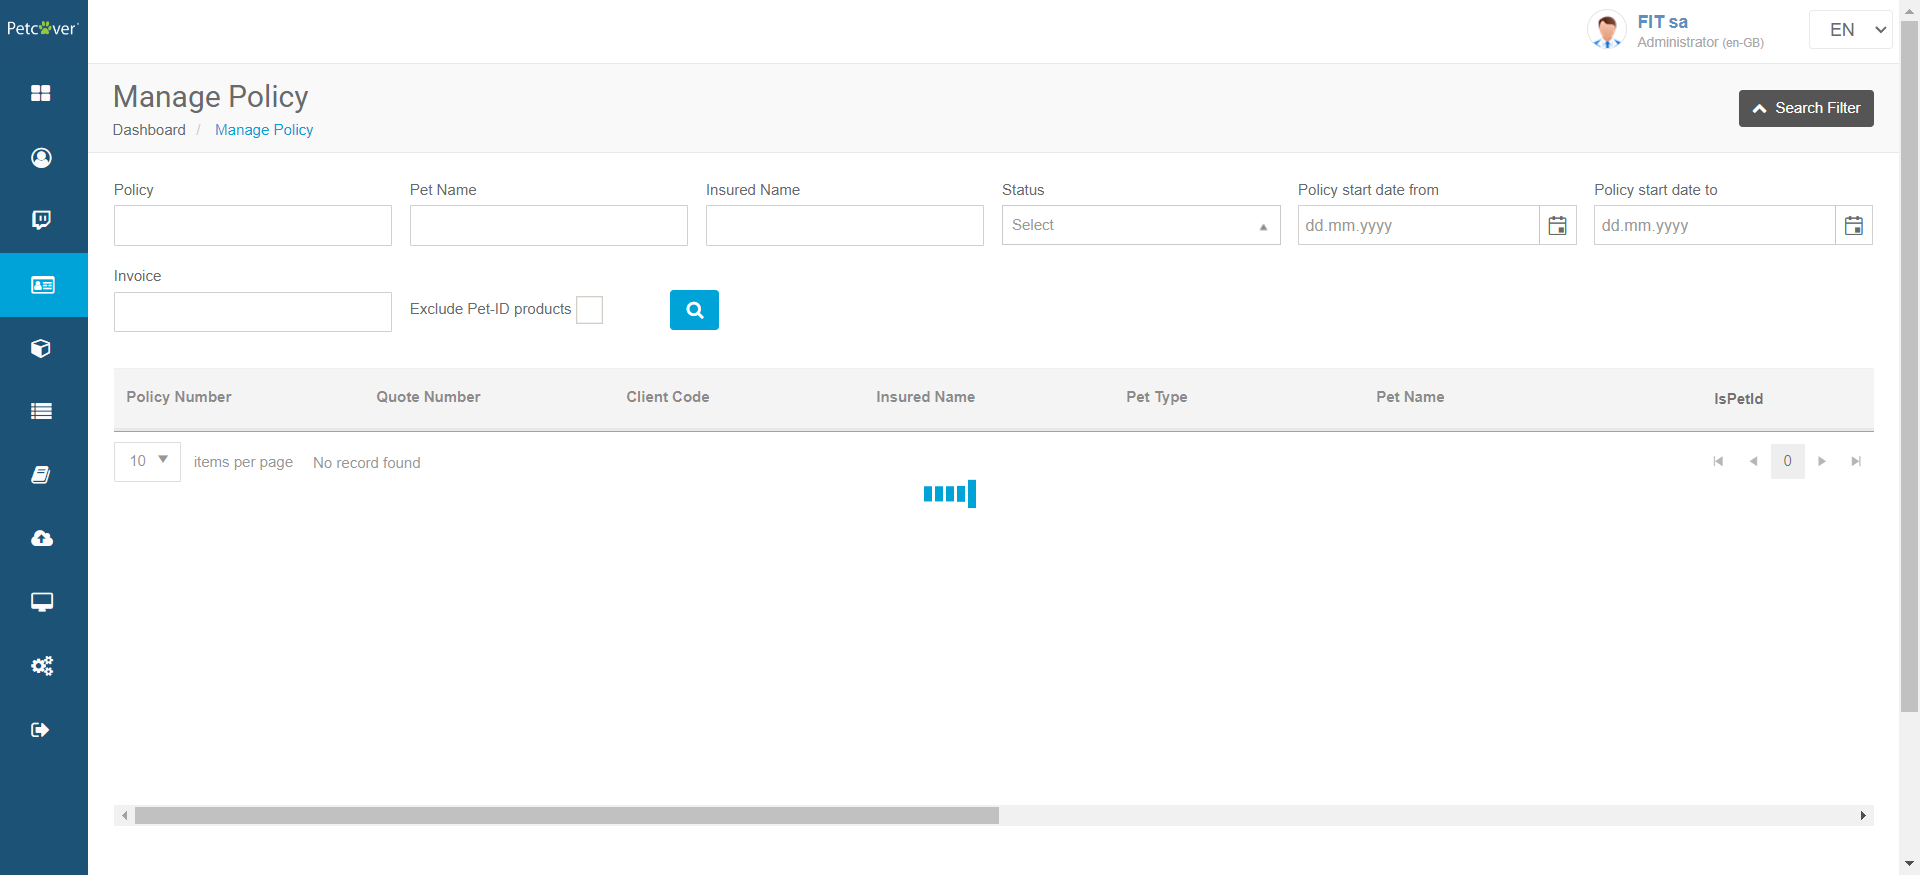 Petcover
FIT sa
Administrator (en-GB)
EN
Manage Policy
Dashboard / Manage Policy
Search Filter
Policy
Pet Name
Insured Name
Status
Policy start date from
Policy start date to
Select
dd.mm.yyyy
dd.mm.yyyy
Invoice
Exclude Pet-ID products
Policy Number
Quote Number
Client Code
Insured Name
Pet Type
Pet Name
IsPetId
10
items per page
No record found
0